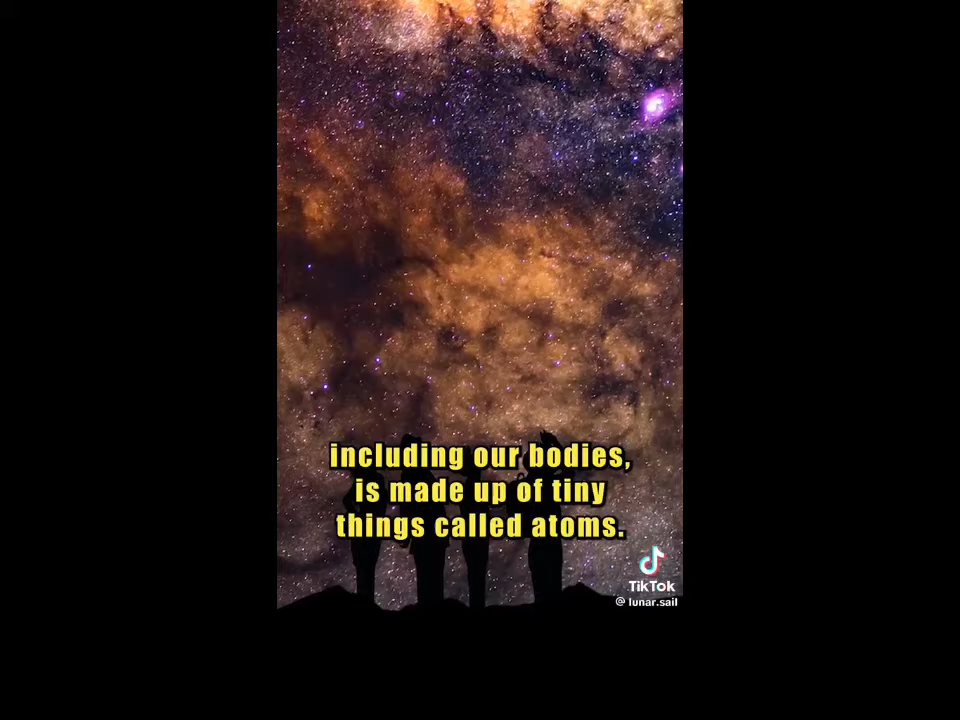 including our bodies,
is made up of tiny
things called atoms.
TikTok
@ lunar.sail